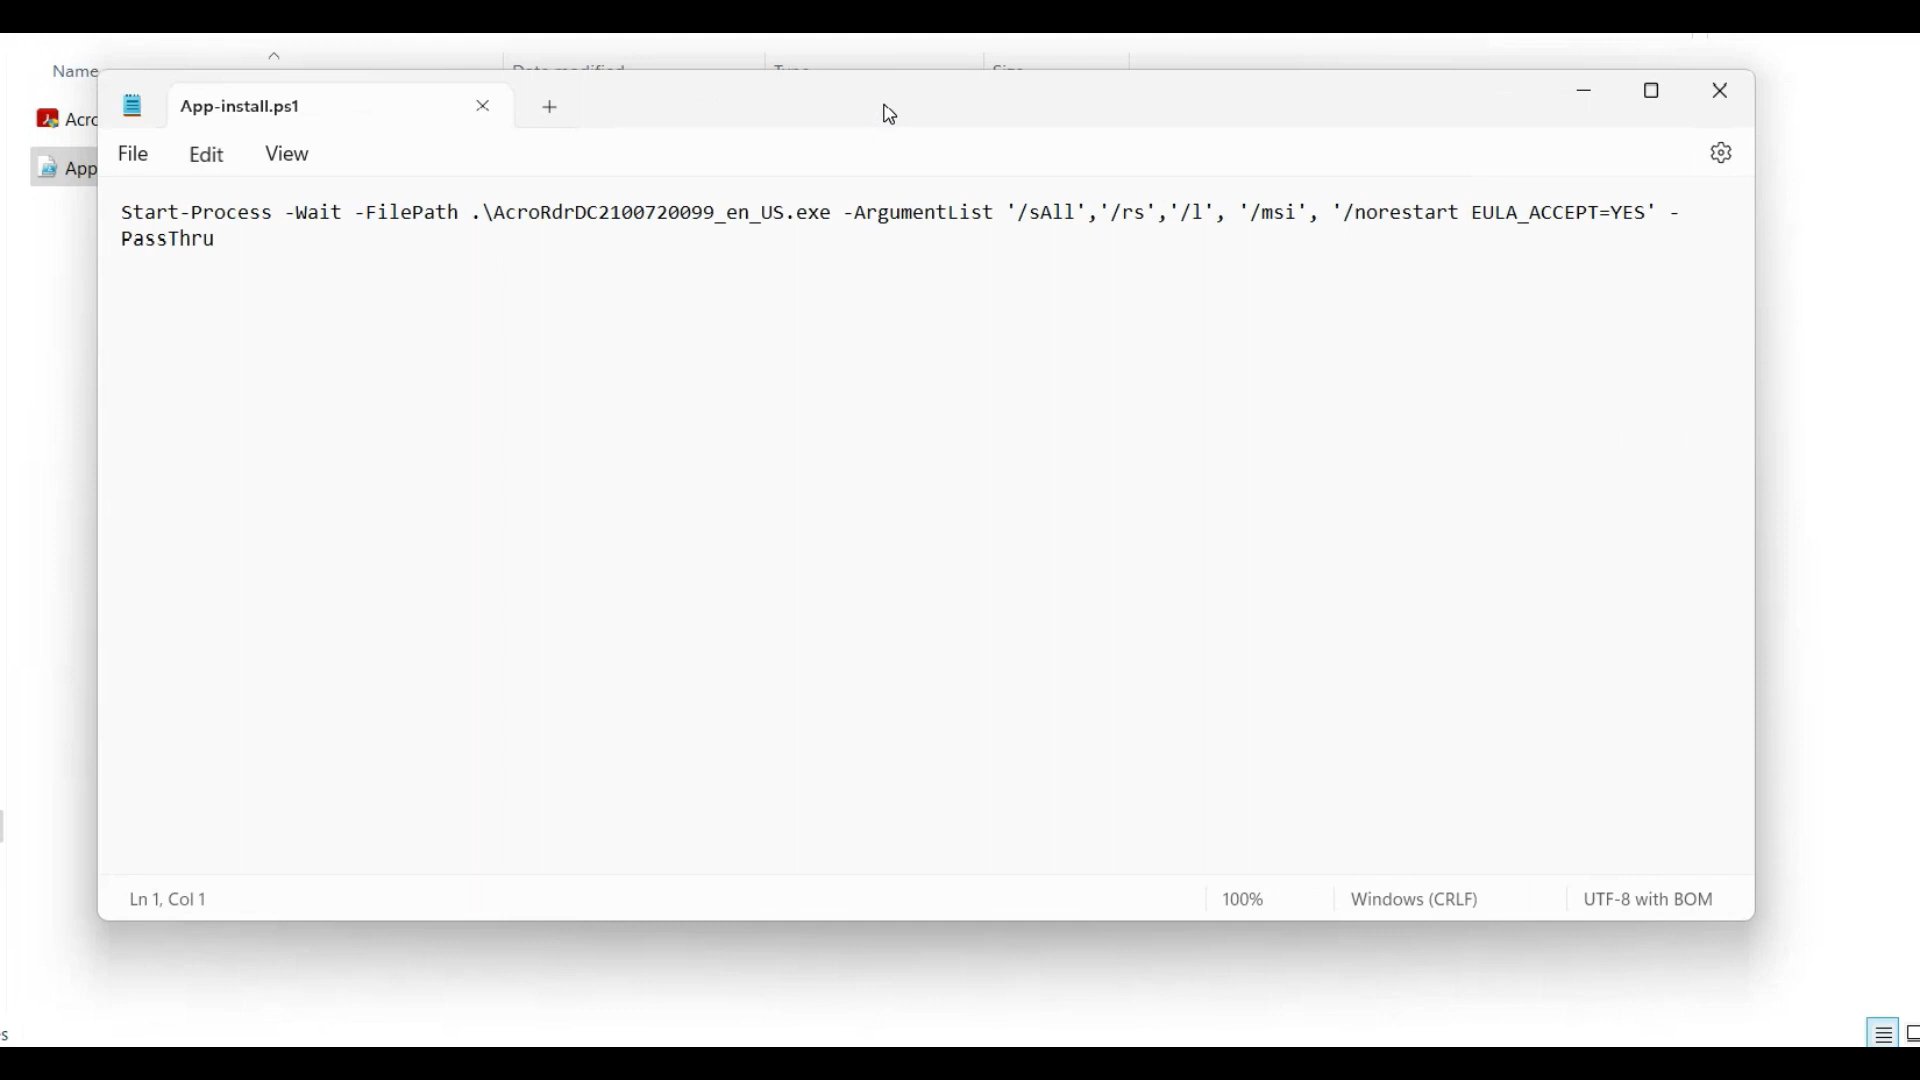 Name
App-install.ps1
Acro
App
File Edit View
Start-Process -Wait -FilePath .\AcroRdrDC2100720099_en_US.exe -ArgumentList '/sAll','/rs','/l', '/msi', '/norestart EULA_ACCEPT=YES' -
PassThru
Ln 1, Col 1 100% Windows (CRLF) UTF-8 with BOM
s